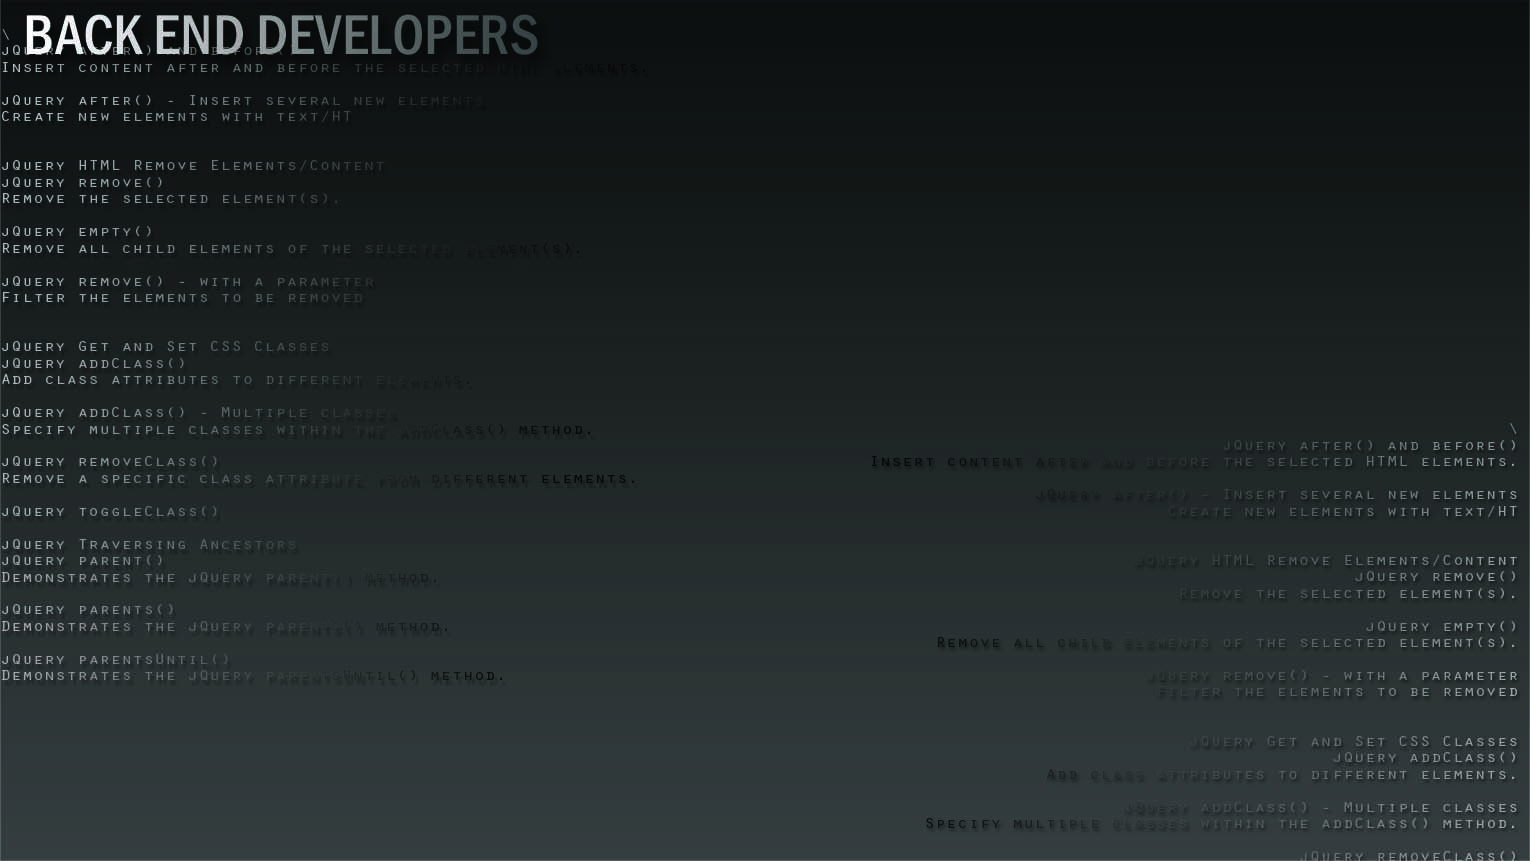 BACK END DEVELOPERS
\
jQuery after() and before()
Insert content after and before the selected HTML elements.
jQuery after() - Insert several new elements
Create new elements with text/HT
jQuery HTML Remove Elements/Content
jQuery remove()
Remove the selected element(s).
jQuery empty()
Remove all child elements of the selected element(s).
jQuery remove() - with a parameter
Filter the elements to be removed
jQuery Get and Set CSS Classes
jQuery addClass()
Add class attributes to different elements.
jQuery addClass() - Multiple classes
Specify multiple classes within the addClass() method.
jQuery removeClass()
Remove a specific class attribute from different elements.
jQuery toggleClass()
jQuery Traversing Ancestors
jQuery parent()
Demonstrates the jQuery parent() method.
jQuery parents()
Demonstrates the jQuery parents() method.
jQuery parentsUntil()
Demonstrates the jQuery parentsUntil() method.
\
jQuery after() and before()
Insert content after and before the selected HTML elements.
jQuery after() - Insert several new elements
Create new elements with text/HT
jQuery HTML Remove Elements/Content
jQuery remove()
Remove the selected element(s).
jQuery empty()
Remove all child elements of the selected element(s).
jQuery remove() - with a parameter
Filter the elements to be removed
jQuery Get and Set CSS Classes
jQuery addClass()
Add class attributes to different elements.
jQuery addClass() - Multiple classes
Specify multiple classes within the addClass() method.
jQuery removeClass()